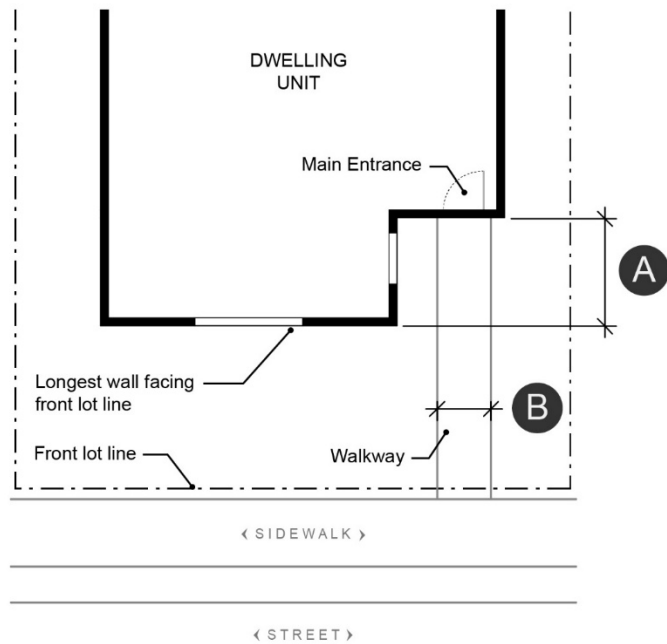 DWELLING
UNIT
Main Entrance
A
Longest wall facing
front lot line
B
Front lot line
Walkway
SIDEWALK
STREET